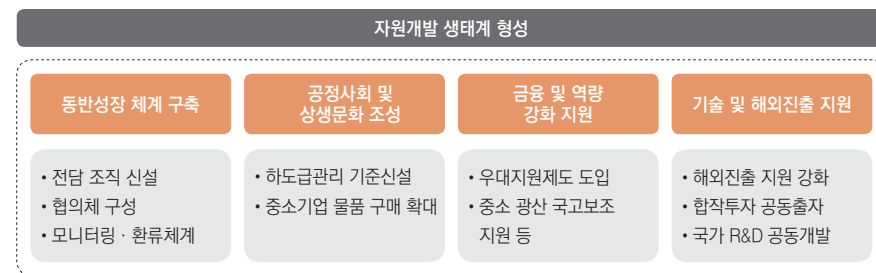 자원개발 생태계 형성
동반성장 체계 구축
• 전담 조직 신설
• 협의체 구성
• 모니터링 · 환류체계
공정사회 및
상생문화 조성
• 하도급관리 기준신설
• 중소기업 물품 구매 확대
금융 및 역량
강화 지원
• 우대지원제도 도입
• 중소 광산 국고보조
지원 등
기술 및 해외진출 지원
• 해외진출 지원 강화
• 합작투자 공동출자
• 국가 R&D 공동개발